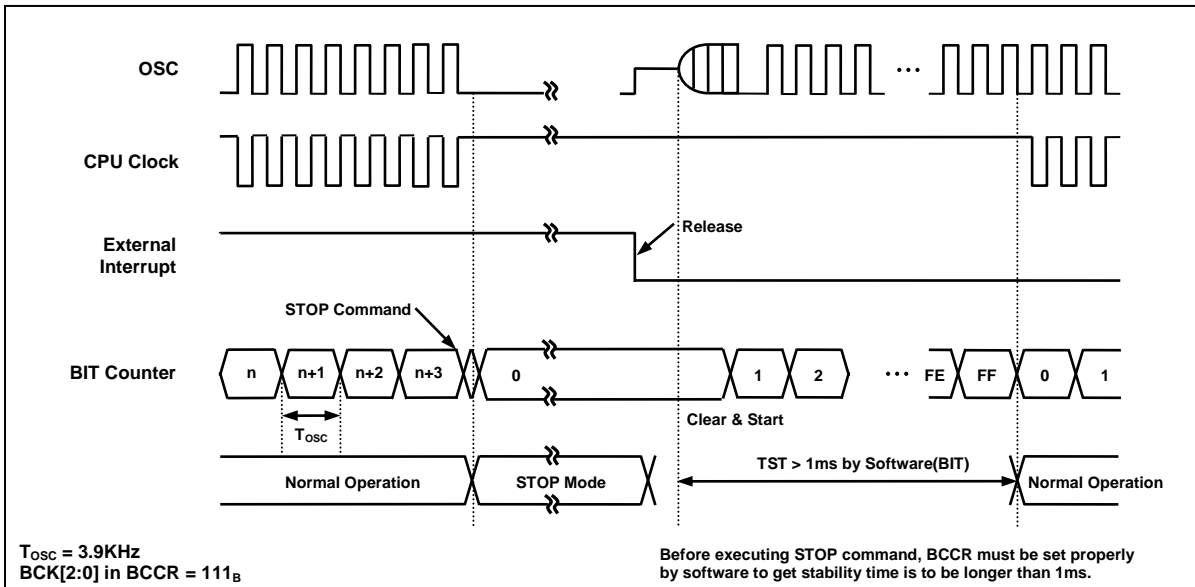 OSC
...
CPU Clock
External
Interrupt
Release
STOP Command
BIT Counter
n n+1 n+2 n+3 0 1 2 ... FE FF 0 1
TOSC
Clear & Start
TST > 1ms by Software(BIT)
Normal Operation STOP Mode Normal Operation
TOSC = 3.9KHz
BCK[2:0] in BCCR = 111B
Before executing STOP command, BCCR must be set properly
by software to get stability time is to be longer than 1ms.